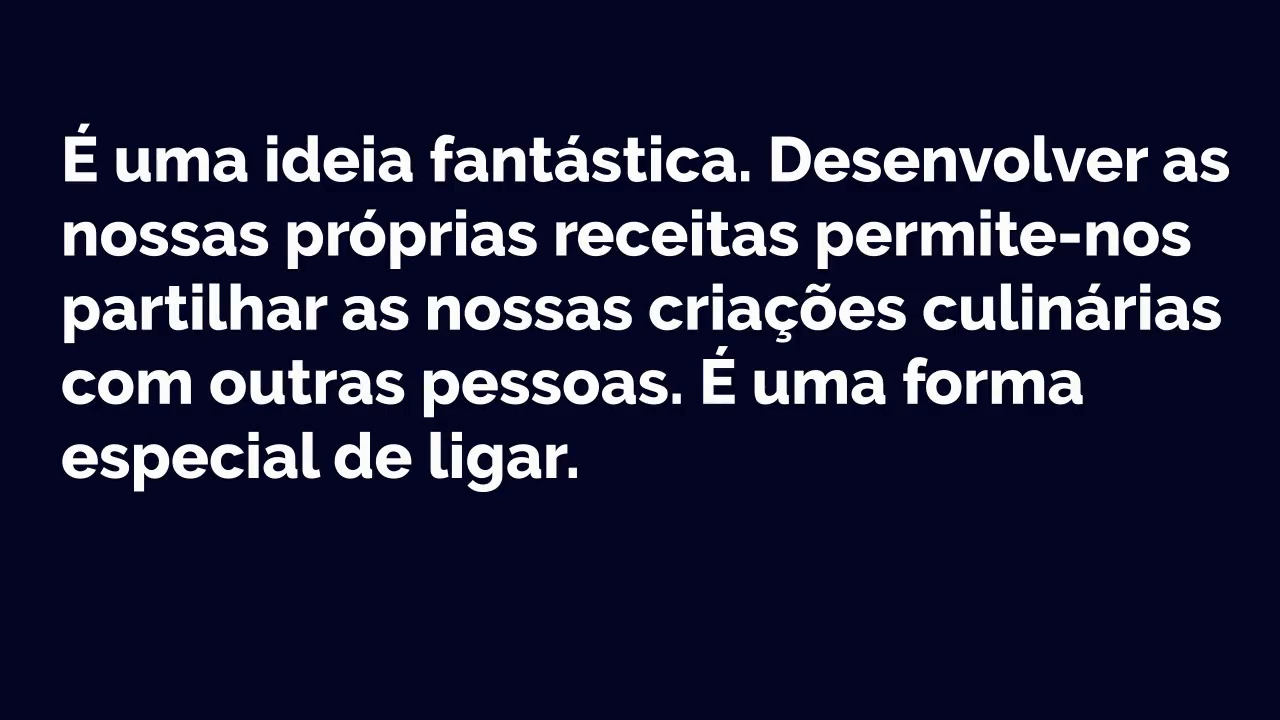 É uma ideia fantástica. Desenvolver as
nossas próprias receitas permite-nos
partilhar as nossas criações culinárias
com outras pessoas. É uma forma
especial de ligar.